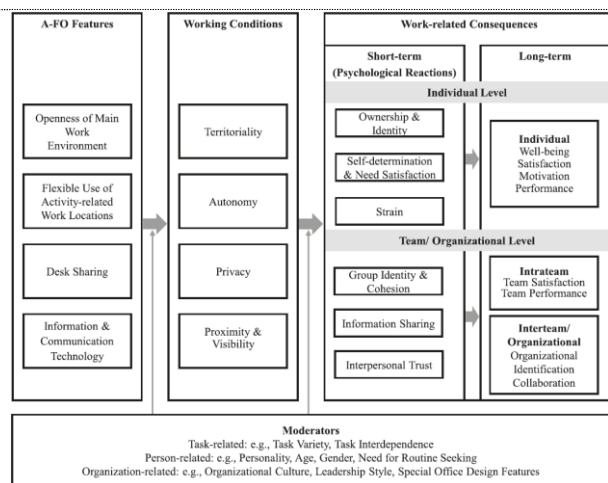 A-FO Features
Openness of Main
Work
Environment
Flexible Use of
Activity-related
Work Locations
Desk Sharing
Information &
Communication
Technology
Working Conditions
Territoriality
Autonomy
Privacy
Proximity &
Visibility
Work-related Consequences
Short-term
(Psychological Reactions)
Long-term
Individual Level
Ownership &
Identity
Self-determination
& Need Satisfaction
Strain
Individual
Well-being
Satisfaction
Motivation
Performance
Team/ Organizational Level
Group Identity &
Cohesion
Information Sharing
Interpersonal Trust
Intrateam
Team Satisfaction
Team Performance
Interteam/
Organizational
Organizational
Identification
Collaboration
Moderators
Task-related: e.g., Task Variety, Task Interdependence
Person-related: e.g., Personality, Age, Gender, Need for Routine Seeking
Organization-related: e.g., Organizational Culture, Leadership Style, Special Office Design Features